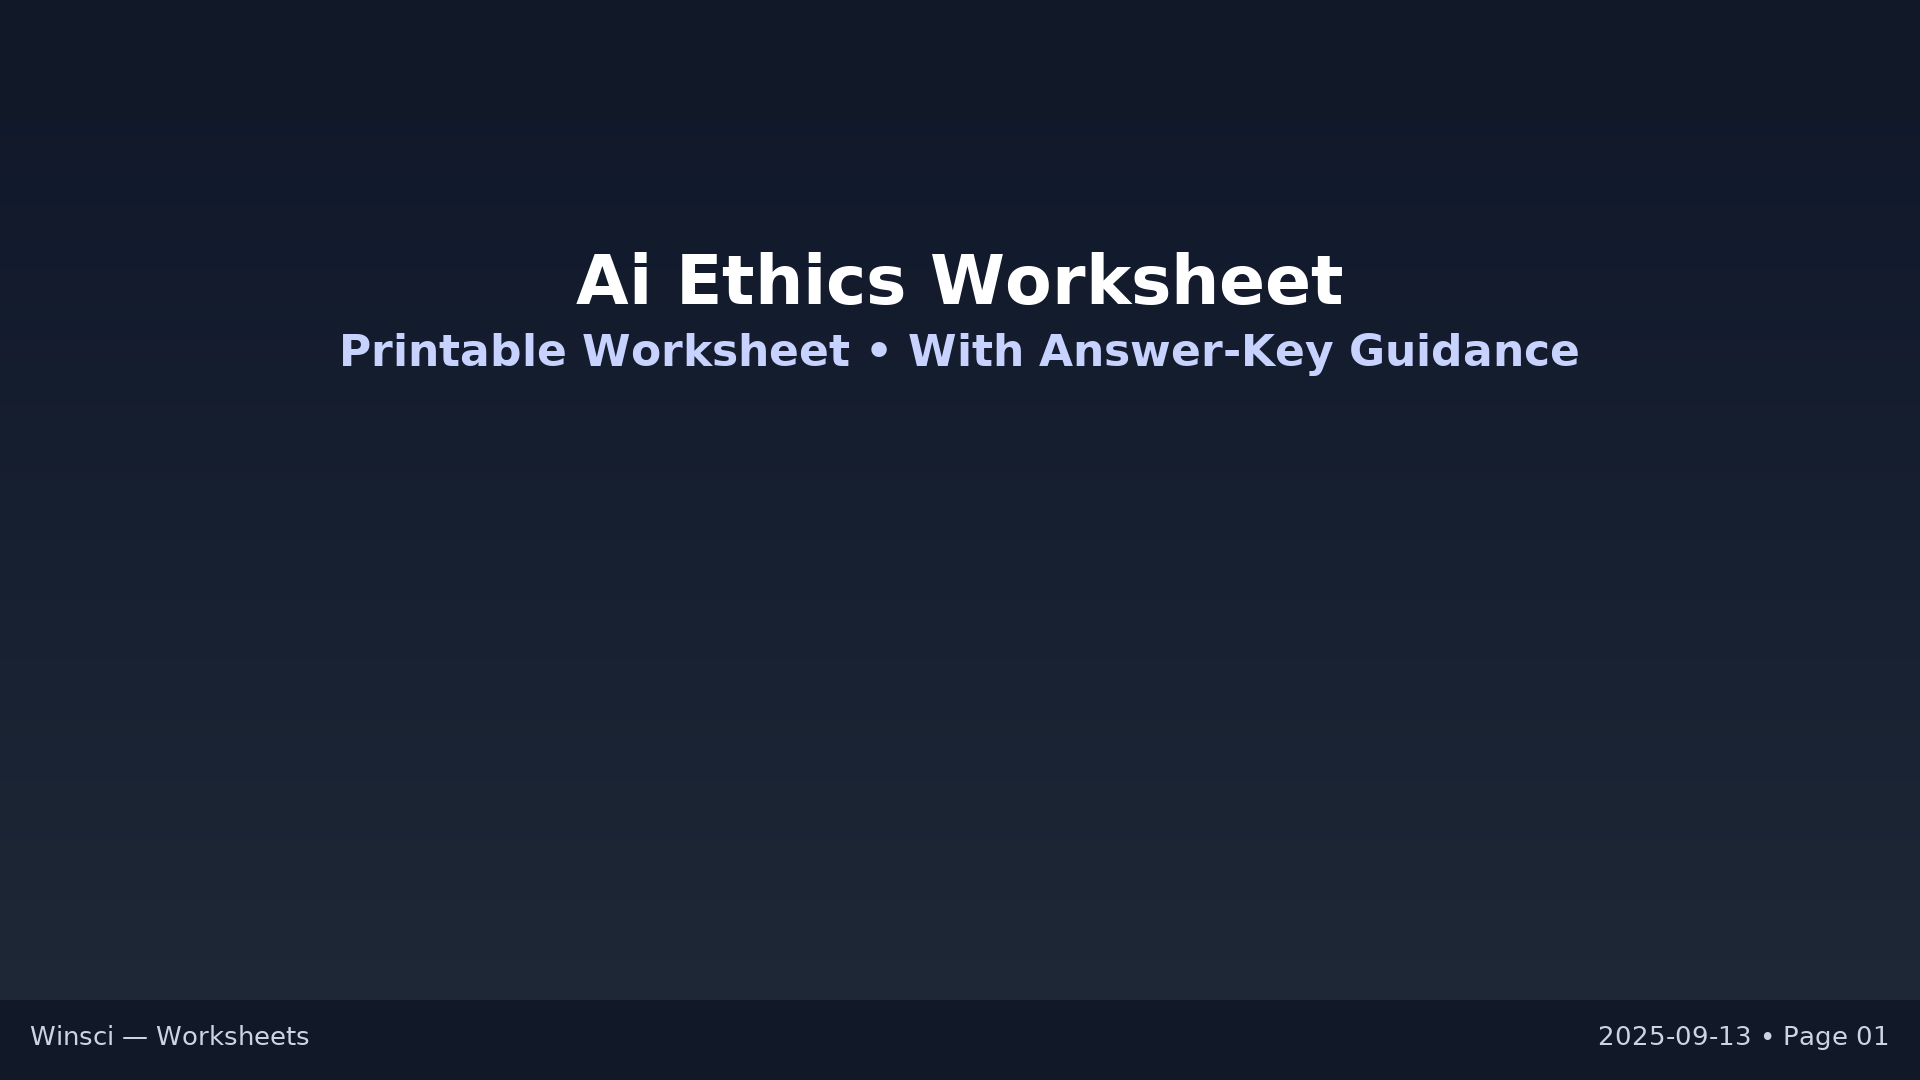 Ai Ethics Worksheet
Printable Worksheet • With Answer-Key Guidance
Winsci — Worksheets
2025-09-13 • Page 01